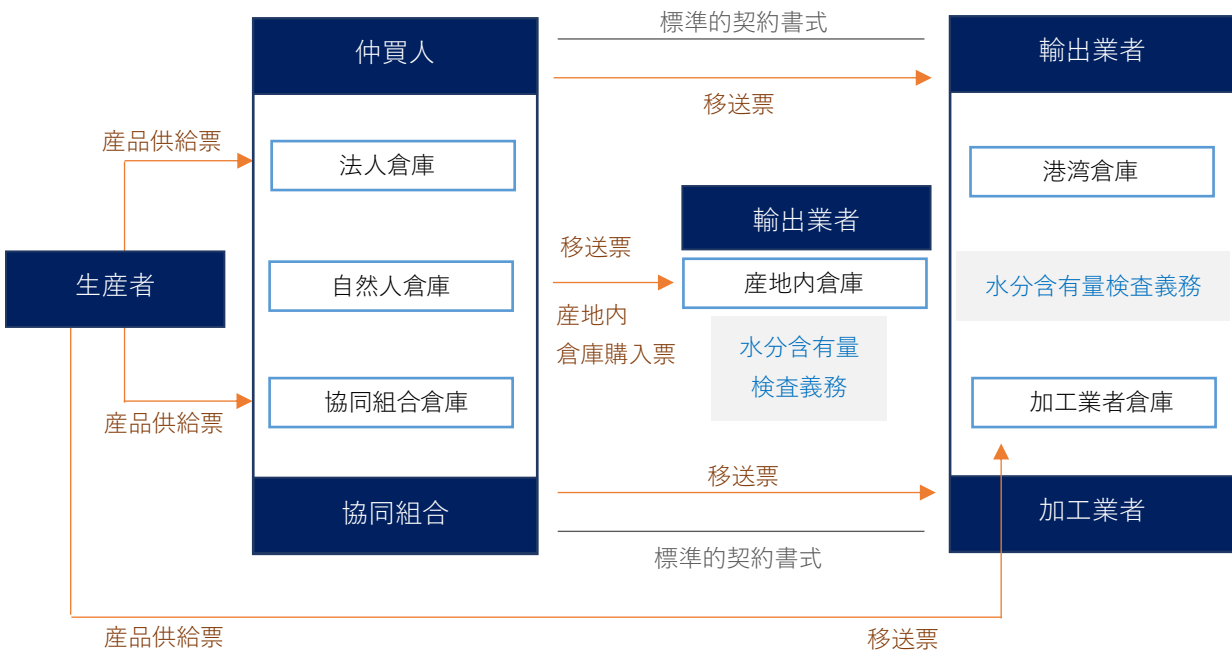 標準的契約書式
仲買人
輸出業者
移送票
産品供給票
法人倉庫
港湾倉庫
輸出業者
移送票
生産者
自然人倉庫
産地内倉庫
水分含有量検査義務
産地内
倉庫購入票
水分含有量
検査義務
協同組合倉庫
加工業者倉庫
産品供給票
移送票
協同組合
加工業者
標準的契約書式
産品供給票
移送票